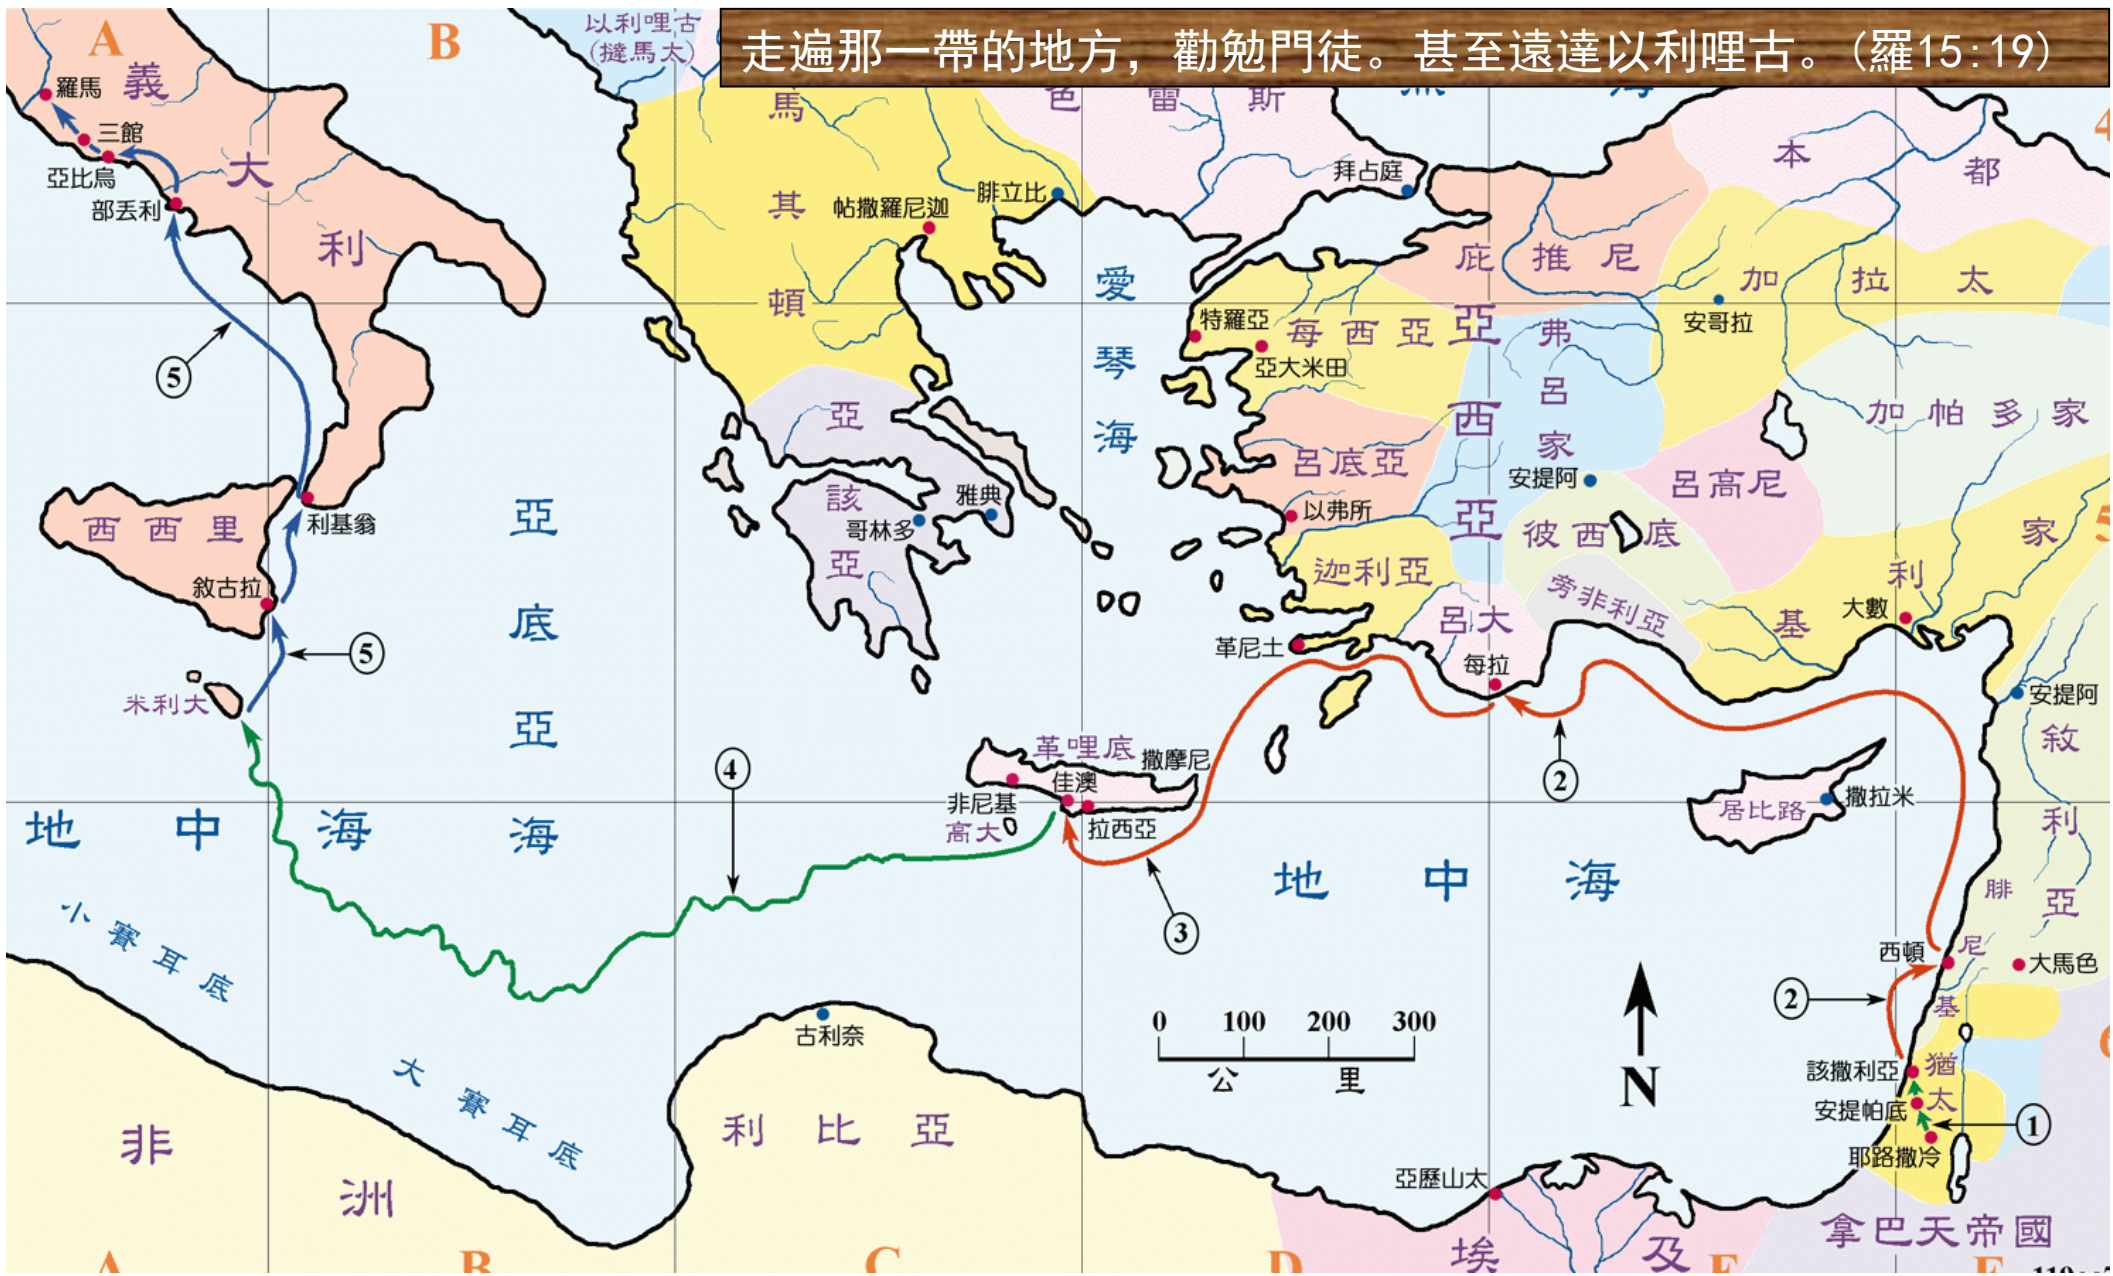 走遍那一帶的地方，勸勉門徒。甚至遠達以利哩古。(羅15:19)
A
B
以利哩古
(撻馬太)
義
大
利
羅馬
三館
亞比烏
部丟利
馬
其
頓
色 雷 斯
黑 海
本
都
4
帖撒羅尼迦
腓立比
拜占庭
庇 推 尼
加 拉 太
安哥拉
愛
琴
海
特羅亞
亞大米田
每 西 亞
亞
西
亞
弗
呂
家
加 帕 多 家
5
亞
該
亞
呂底亞
安提阿
呂高尼
雅典
哥林多
以弗所
彼 西 底
迦利亞
旁非利亞
呂大
基
利
家
大數
5
西 西 里
利基翁
敘古拉
5
米利大
亞
底
亞
海
革尼土
每拉
安提阿
敘
利
亞
4
革哩底
撒摩尼
佳澳
非尼基
高大
拉西亞
2
居比路
撒拉米
地 中 海
地 中 海
3
腓
尼
基
西頓
大馬色
小賽耳底
大賽耳底
古利奈
0 100 200 300
公 里
N
2
6
該撒利亞
猶
太
安提帕底
1
耶路撒冷
非
洲
利 比 亞
亞歷山太
埃 及
拿巴天帝國
A
B
C
D
E
F